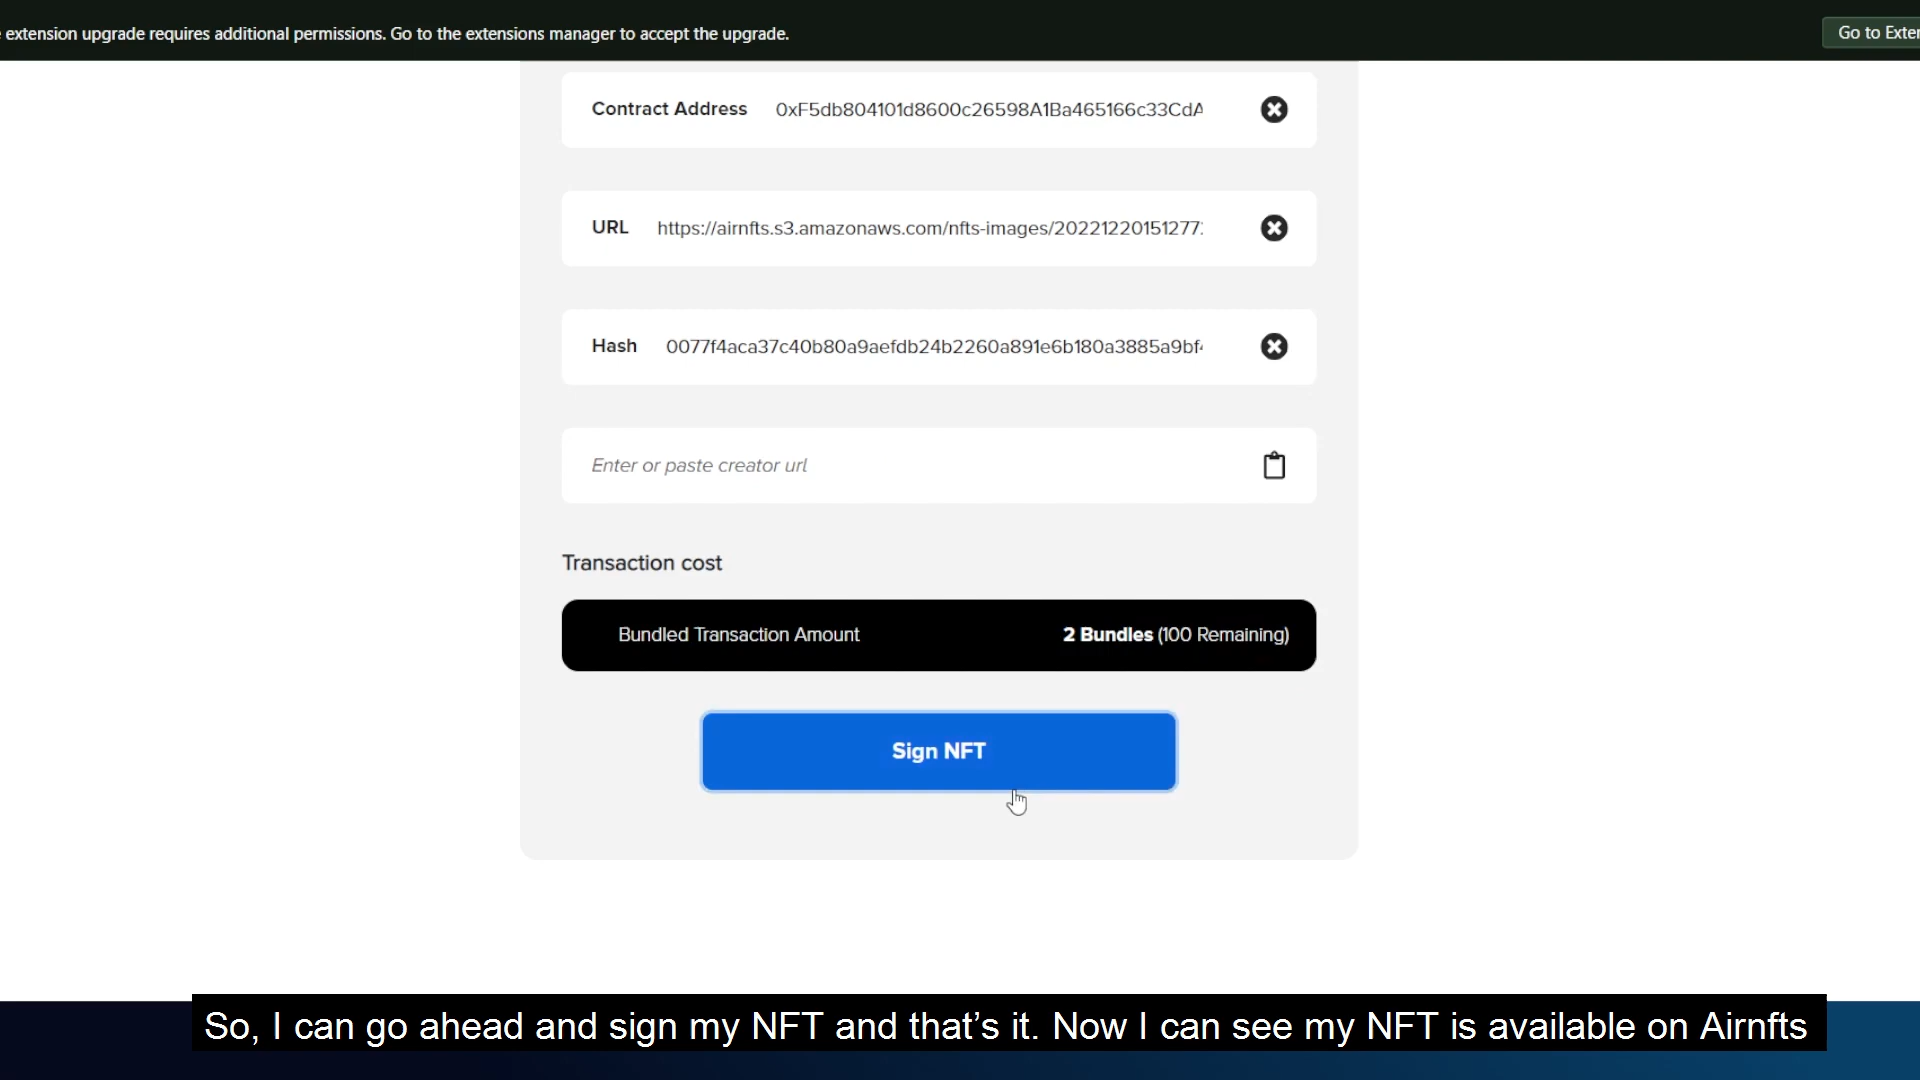 extension upgrade requires additional permissions. Go to the extensions manager to accept the upgrade.
Go to Exten
Contract Address 0xF5db804101d8600c26598A1Ba465166c33CdA
URL https://airnfts.s3.amazonaws.com/nfts-images/20221220151277
Hash 0077f4aca37c40b80a9aefdb24b2260a891e6b180a3885a9bf
Enter or paste creator url
Transaction cost
Bundled Transaction Amount 2 Bundles (100 Remaining)
Sign NFT
So, I can go ahead and sign my NFT and that's it. Now I can see my NFT is available on Airnfts